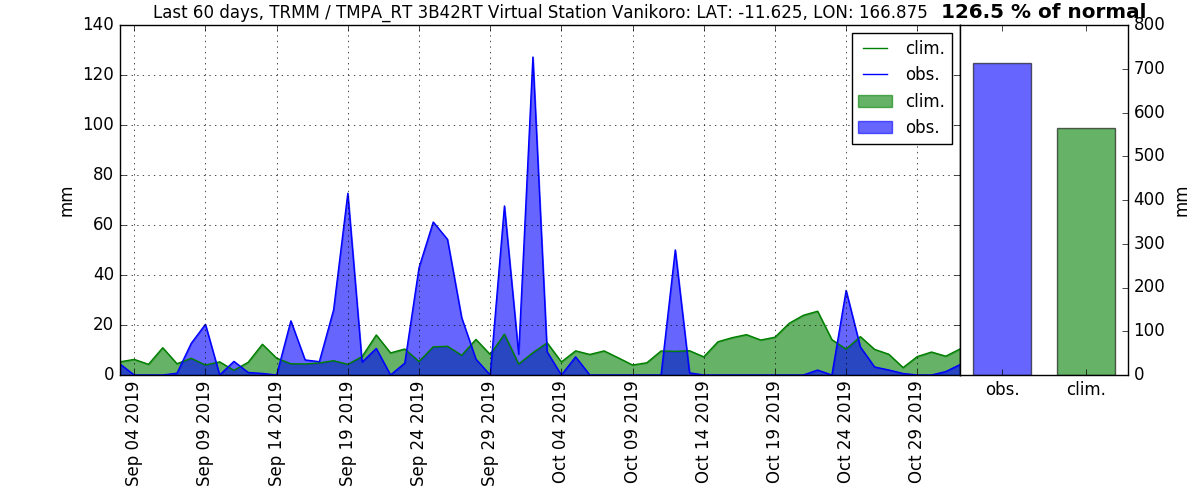 Last 60 days, TRMM / TMPA_RT 3B42RT Virtual Station Vanikoro: LAT: -11.625, LON: 166.875 126.5 % of normal
140
120
100
80
60
40
20
0
mm
clim.
obs.
clim.
obs.
Sep 04 2019
Sep 09 2019
Sep 14 2019
Sep 19 2019
Sep 24 2019
Sep 29 2019
Oct 04 2019
Oct 09 2019
Oct 14 2019
Oct 19 2019
Oct 24 2019
Oct 29 2019
800
700
600
500
400
300
200
100
0
mm
obs. clim.